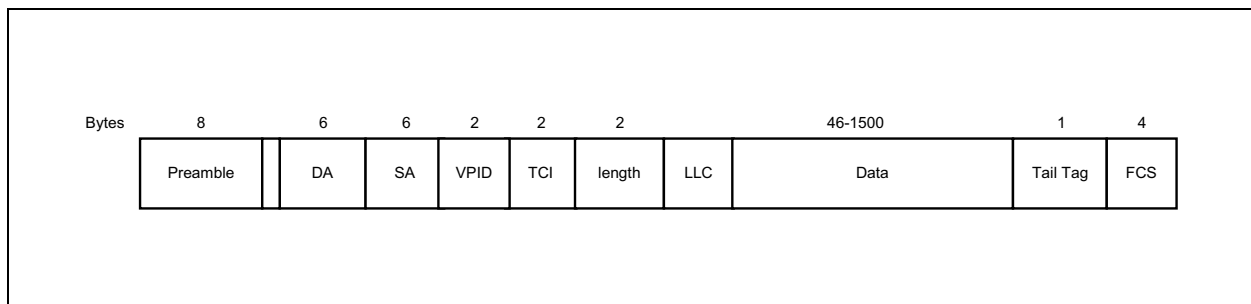 Bytes 8 6 6 2 2 2 46-1500 1 4
Preamble DA SA VPID TCI length LLC Data Tail Tag FCS